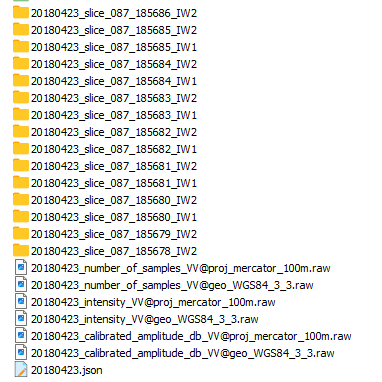 20180423_slice_087_185686_IW2
20180423_slice_087_185685_IW2
20180423_slice_087_185685_IW1
20180423_slice_087_185684_IW2
20180423_slice_087_185684_IW1
20180423_slice_087_185683_IW2
20180423_slice_087_185683_IW1
20180423_slice_087_185682_IW2
20180423_slice_087_185682_IW1
20180423_slice_087_185681_IW2
20180423_slice_087_185681_IW1
20180423_slice_087_185680_IW2
20180423_slice_087_185680_IW1
20180423_slice_087_185679_IW2
20180423_slice_087_185678_IW2
20180423_number_of_samples_VV@proj_mercator_100m.raw
20180423_number_of_samples_VV@geo_WGS84_3_3.raw
20180423_intensity_VV@proj_mercator_100m.raw
20180423_intensity_VV@geo_WGS84_3_3.raw
20180423_calibrated_amplitude_db_VV@proj_mercator_100m.raw
20180423_calibrated_amplitude_db_VV@geo_WGS84_3_3.raw
20180423.json